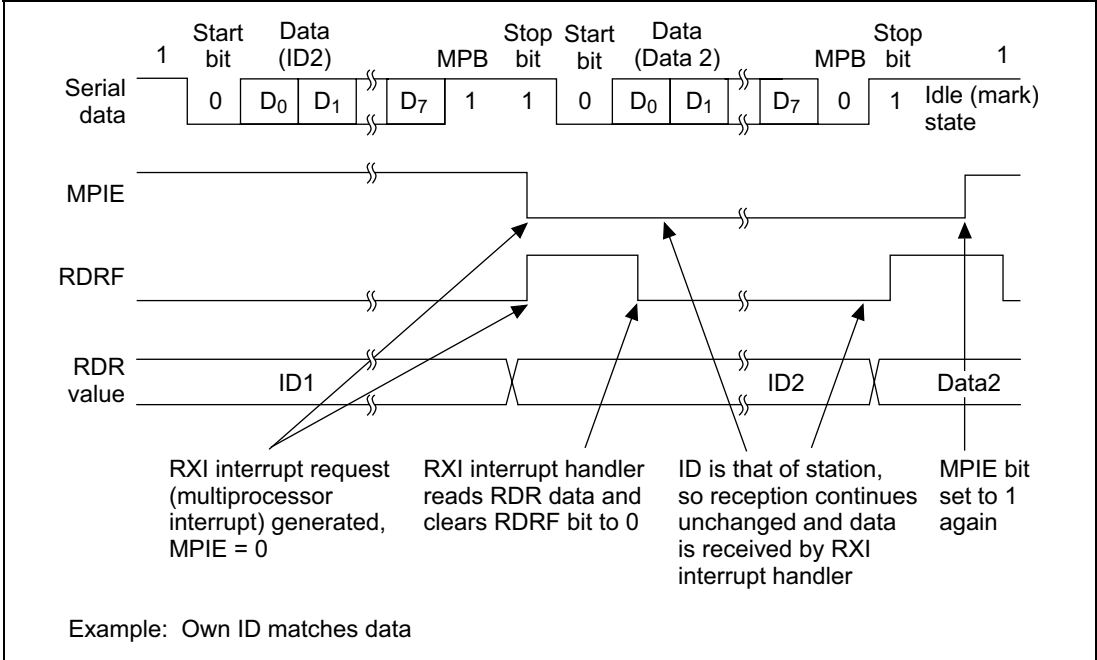 1 Start bit Data (ID2) MPB Stop bit Start bit Data (Data 2) MPB Stop bit 1
Serial data 0 D0 D1 D7 1 1 0 D0 D1 D7 0 1 Idle (mark) state
MPIE
RDRF
RDR value ID1 ID2 Data2
RXI interrupt request
(multiprocessor
interrupt) generated,
MPIE = 0
RXI interrupt handler
reads RDR data and
clears RDRF bit to 0
ID is that of station,
so reception continues
unchanged and data
is received by RXI
interrupt handler
MPIE bit
set to 1
again
Example: Own ID matches data